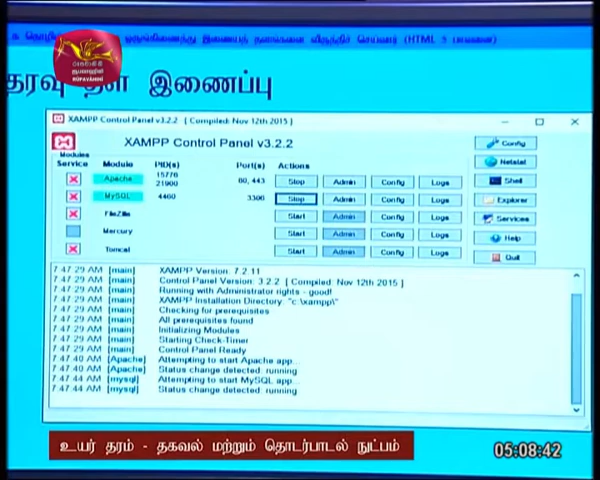 உருவிணைந்து இணையத் தளங்களை விருத்தி செய்வார் (HTML 5 பாவனை)
RUPAVAHINI
தரவு தள இணைப்பு
XAMPP Control Panel v3.2.2 [ Compiled: Nov 12th 2015 ]
XAMPP Control Panel v3.2.2
Config
Modules
Service Module PID(s) Port(s) Actions
Netstat
Apache 15776 21900 80, 443 Stop Admin Config Logs
Shell
MySQL 4460 3306 Stop Admin Config Logs
Explorer
FileZilla Start Admin Config Logs
Services
Mercury Start Admin Config Logs
Help
Tomcat Start Admin Config Logs
Quit
7:47:29 AM [main] XAMPP Version: 7.2.11
7:47:29 AM [main] Control Panel Version: 3.2.2 [ Compiled: Nov 12th 2015 ]
7:47:29 AM [main] Running with Administrator rights - good!
7:47:29 AM [main] XAMPP Installation Directory: "c:\xampp\"
7:47:29 AM [main] Checking for prerequisites
7:47:29 AM [main] All prerequisites found
7:47:29 AM [main] Initializing Modules
7:47:29 AM [main] Starting Check-Timer
7:47:29 AM [main] Control Panel Ready
7:47:40 AM [Apache] Attempting to start Apache app...
7:47:40 AM [Apache] Status change detected: running
7:47:44 AM [mysql] Attempting to start MySQL app...
7:47:44 AM [mysql] Status change detected: running
உயர் தரம் - தகவல் மற்றும் தொடர்பாடல் நுட்பம்
05:08:42